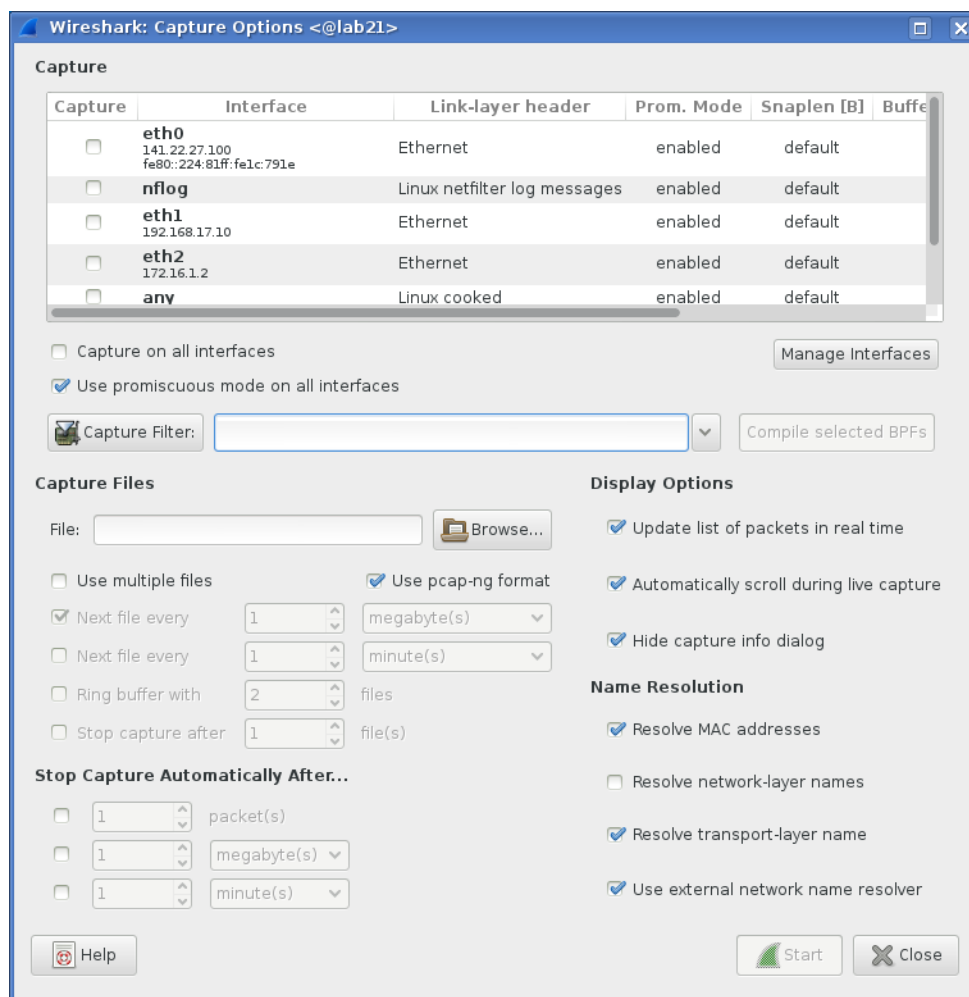 Wireshark: Capture Options <@lab21>
Capture
Capture Interface Link-layer header Prom. Mode Snaplen [B] Buffe
eth0
141.22.27.100
fe80::224:81ff:fe1c:791e
Ethernet enabled default
nflog Linux netfilter log messages enabled default
eth1
192.168.17.10
Ethernet enabled default
eth2
172.16.1.2
Ethernet enabled default
any Linux cooked enabled default
Capture on all interfaces
Manage Interfaces
Use promiscuous mode on all interfaces
Capture Filter:
Compile selected BPFs
Capture Files
File:
Browse...
Use multiple files
Use pcap-ng format
Next file every 1 megabyte(s)
Next file every 1 minute(s)
Ring buffer with 2 files
Stop capture after 1 file(s)
Stop Capture Automatically After...
1 packet(s)
1 megabyte(s)
1 minute(s)
Display Options
Update list of packets in real time
Automatically scroll during live capture
Hide capture info dialog
Name Resolution
Resolve MAC addresses
Resolve network-layer names
Resolve transport-layer name
Use external network name resolver
Help
Start
Close